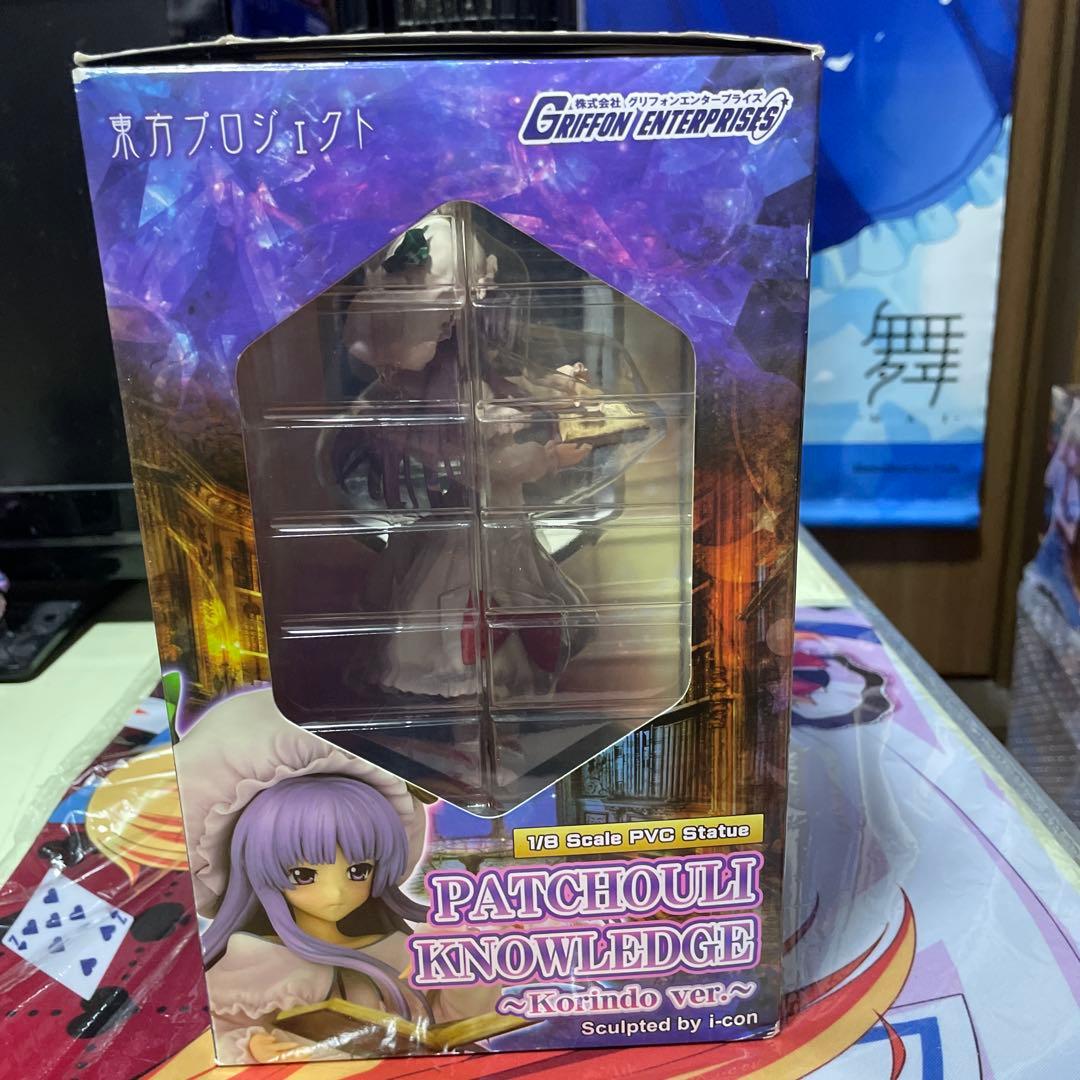 東方プロジェクト
株式会社 グリフォンエンタープライズ
GRIFFON ENTERPRISES
舞
1/8 Scale PVC Statue
PATCHOULI
KNOWLEDGE
~Korindo ver.~
Sculpted by i-con